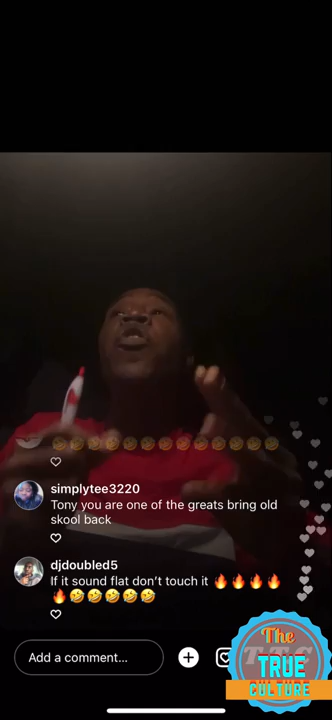 🤣🤣🤣🤣🤣🤣🤣🤣🤣🤣🤣🤣🤣
simplytee3220
Tony you are one of the greats bring old
skool back
djdoubled5
If it sound flat don’t touch it 🔥🔥🔥🔥
🔥🤣🤣🤣🤣🤣
Add a comment...
The
TRUE
CULTURE